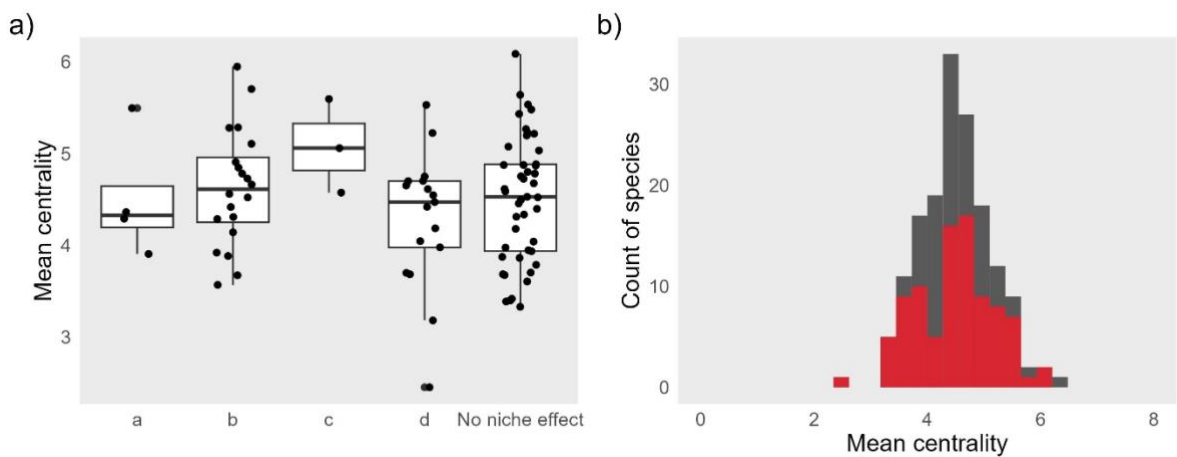 a)
Mean centrality
6
5
4
3
a b c d No niche effect
b)
Count of species
30
20
10
0
0 2 4 6 8
Mean centrality